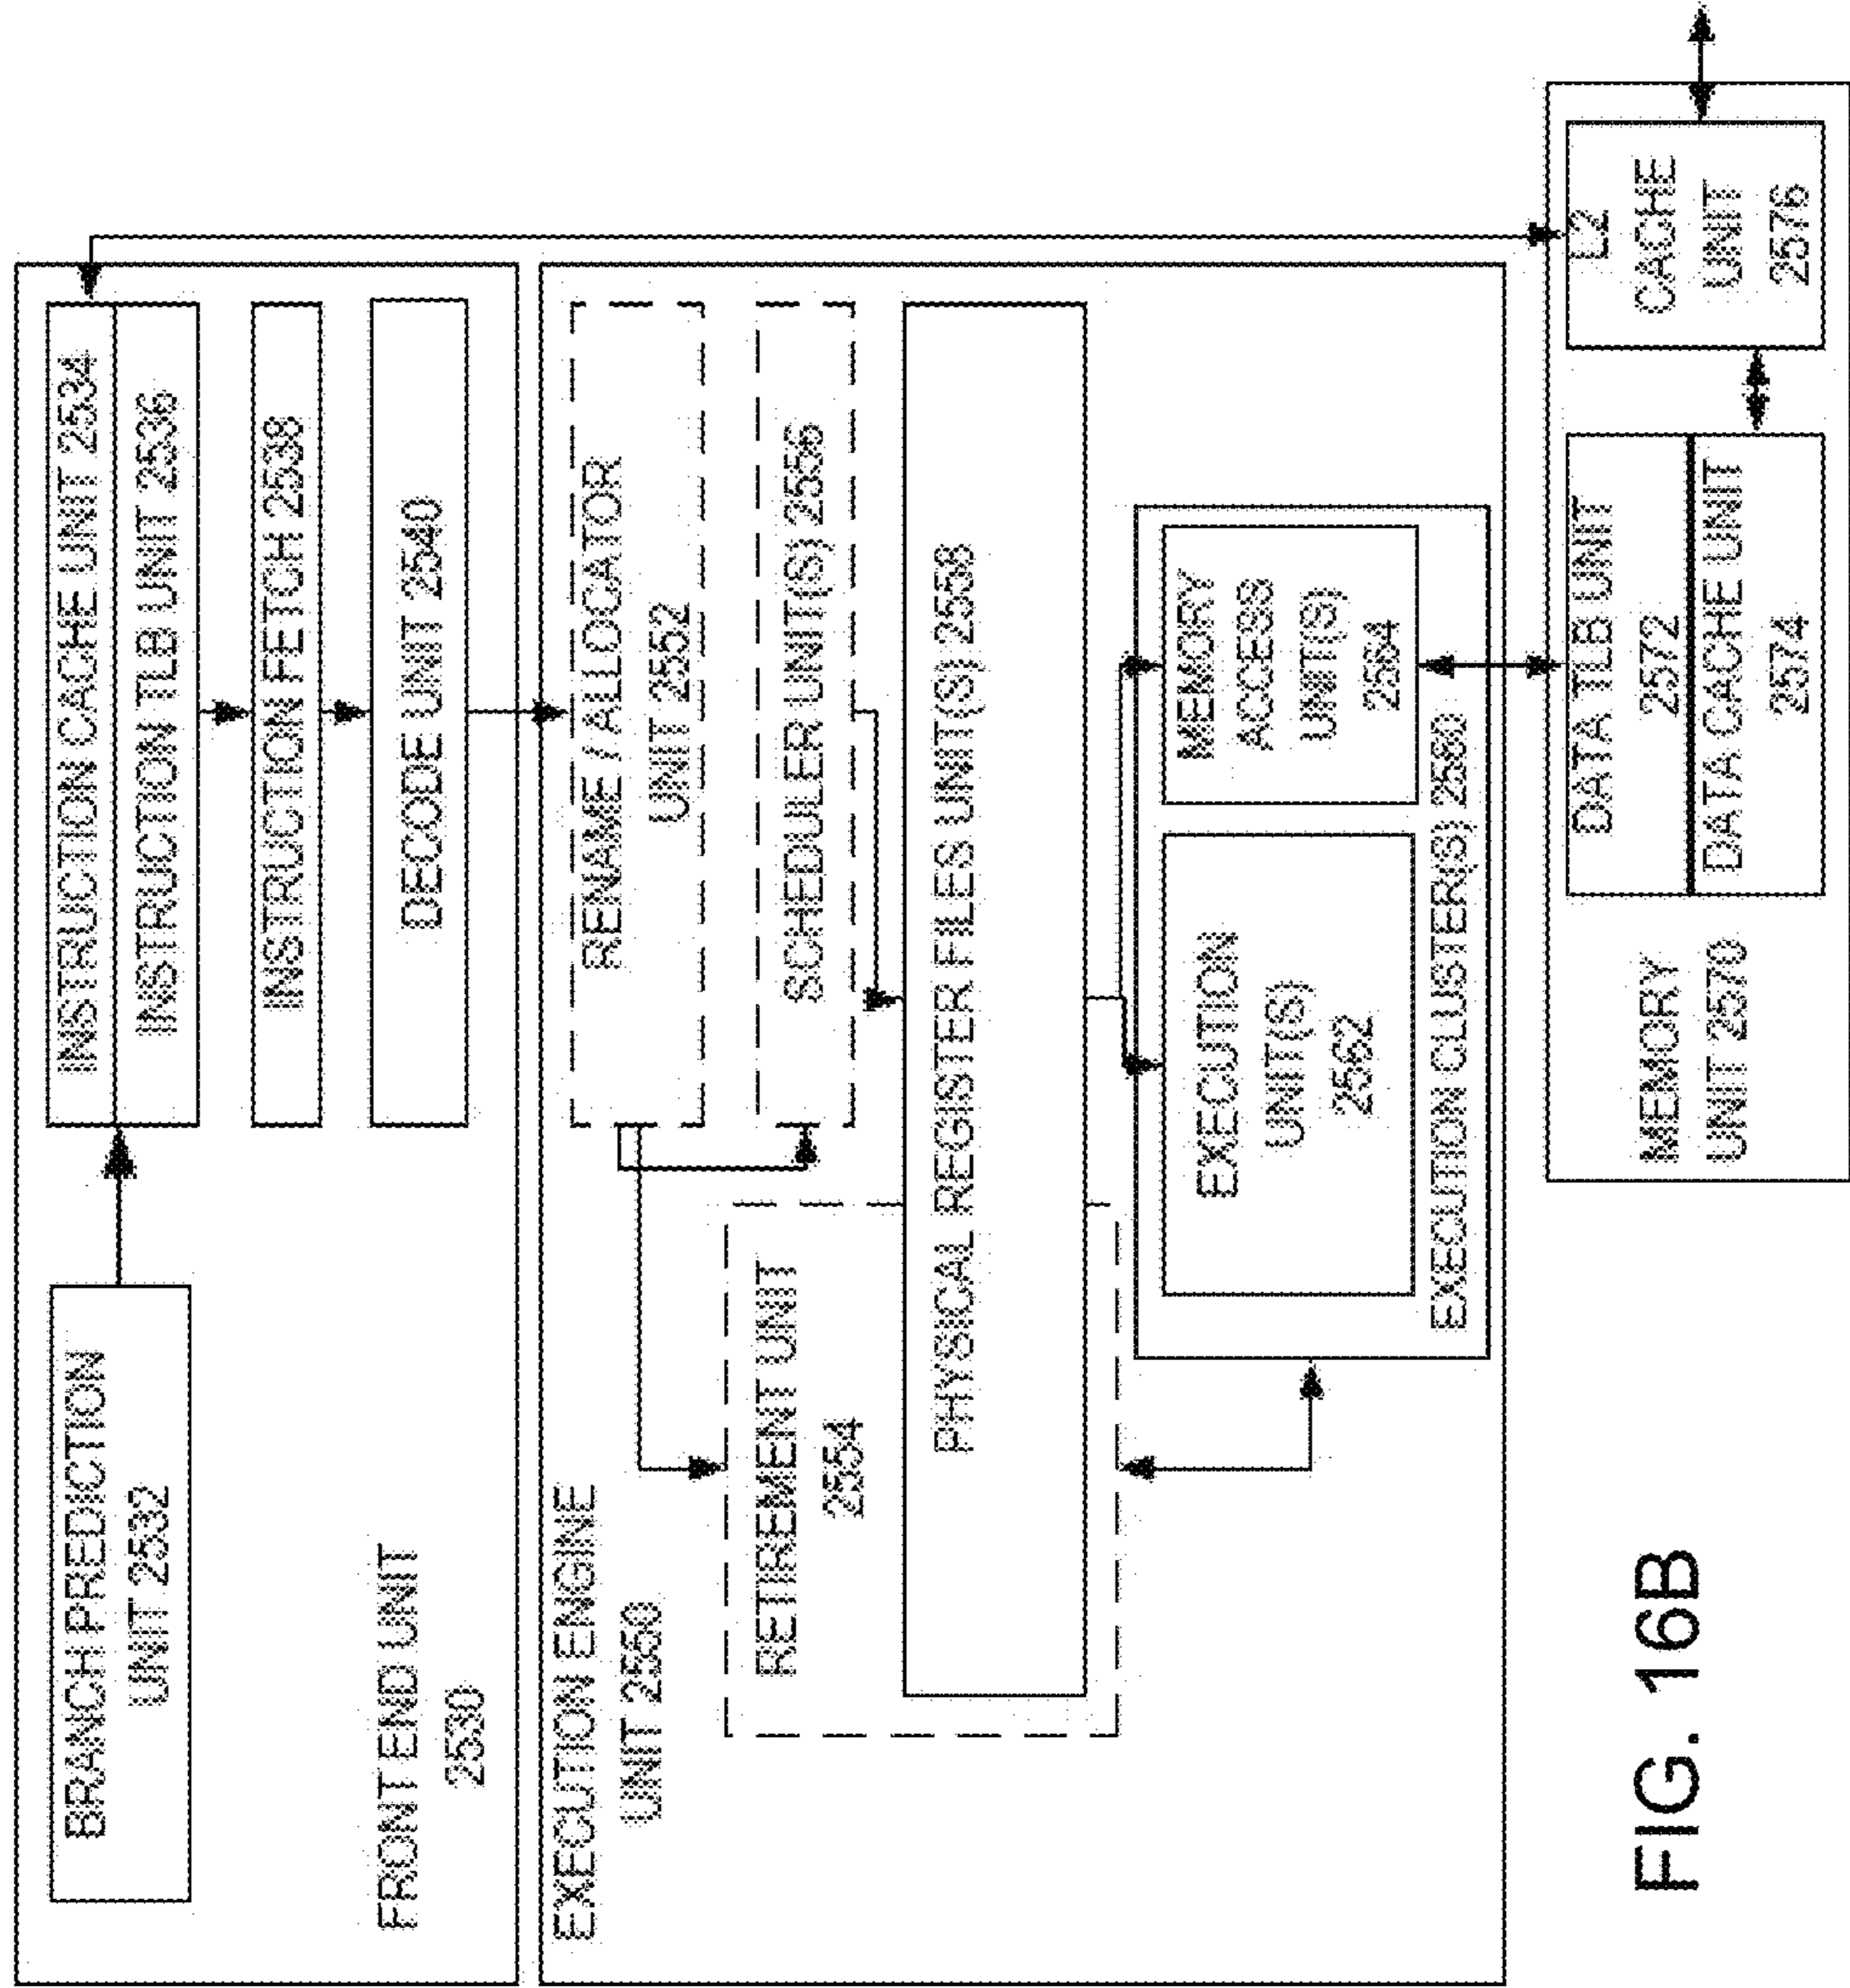 BRANCH PREDICTION
UNIT 2532
INSTRUCTION CACHE UNIT 2534
INSTRUCTION TLB UNIT 2536
INSTRUCTION FETCH 2538
DECODE UNIT 2540
FRONT END UNIT
2530
EXECUTION ENGINE
UNIT 2550
RENAME / ALLOCATOR
UNIT 2552
SCHEDULER UNIT(S) 2556
RETIREMENT UNIT
2554
PHYSICAL REGISTER FILES UNIT(S) 2558
EXECUTION
UNIT(S)
2562
MEMORY
ACCESS
UNIT(S)
2564
EXECUTION CLUSTER(S) 2560
MEMORY
UNIT 2570
DATA TLB UNIT
2572
DATA CACHE UNIT
2574
L2
CACHE
UNIT
2576
FIG. 16B